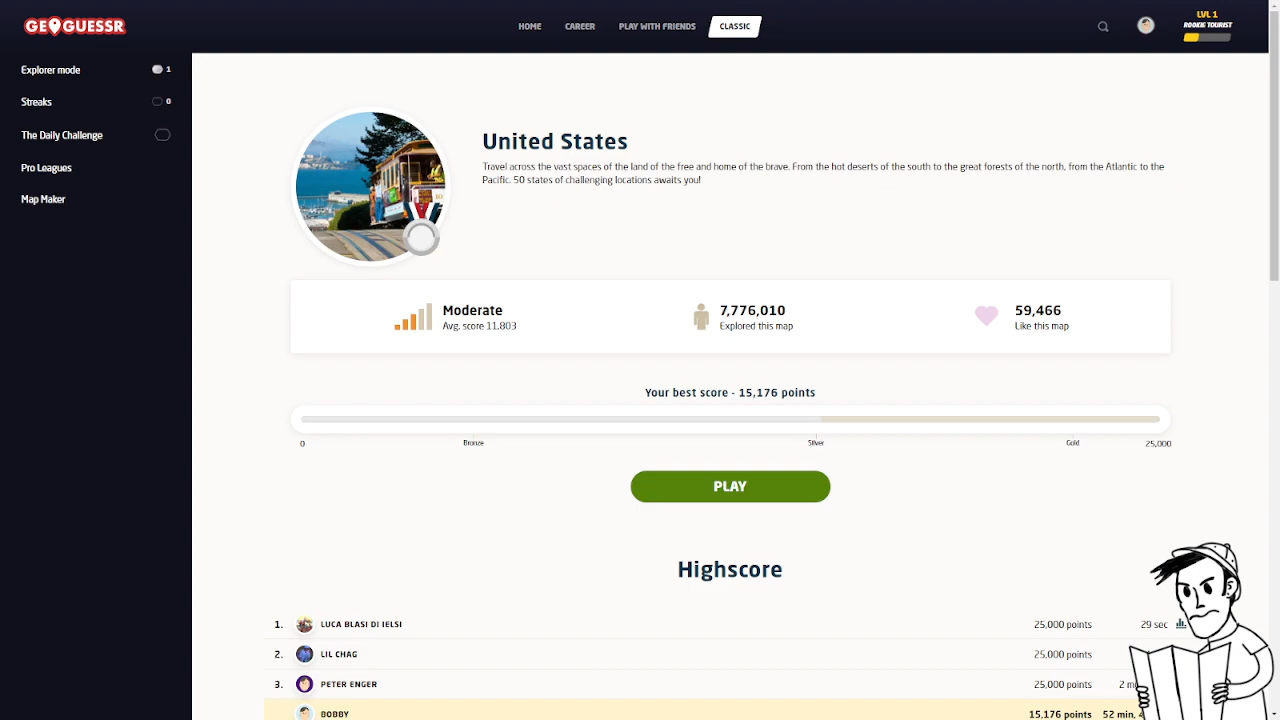 GEOGUESSR
HOME
CAREER
PLAY WITH FRIENDS
CLASSIC
LVL 1
ROOKIE TOURIST
Explorer mode
1
Streaks
0
The Daily Challenge
Pro Leagues
Map Maker
United States
Travel across the vast spaces of the land of the free and home of the brave. From the hot deserts of the south to the great forests of the north, from the Atlantic to the
Pacific. 50 states of challenging locations awaits you!
Moderate
Avg. score 11,803
7,776,010
Explored this map
59,466
Like this map
Your best score - 15,176 points
0
Bronze
Silver
Gold
25,000
PLAY
Highscore
1. LUCA BLASI DI IELSI 25,000 points 29 sec
2. LIL CHAG 25,000 points
3. PETER ENGER 25,000 points 2
BOBBY 15,176 points 52 min,